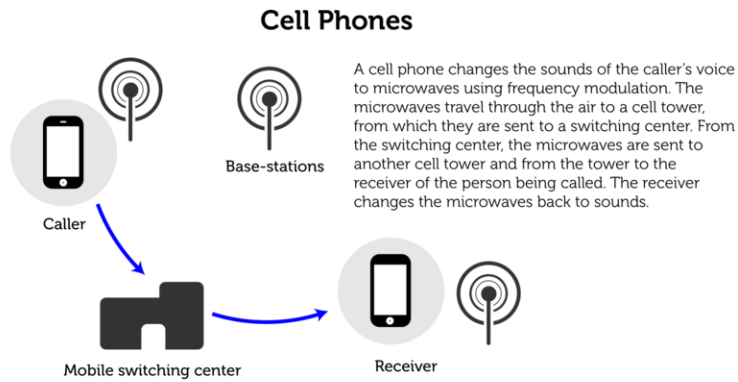 Cell Phones
A cell phone changes the sounds of the caller's voice
to microwaves using frequency modulation. The
microwaves travel through the air to a cell tower,
from which they are sent to a switching center. From
the switching center, the microwaves are sent to
another cell tower and from the tower to the
receiver of the person being called. The receiver
changes the microwaves back to sounds.
Base-stations
Caller
Mobile switching center
Receiver